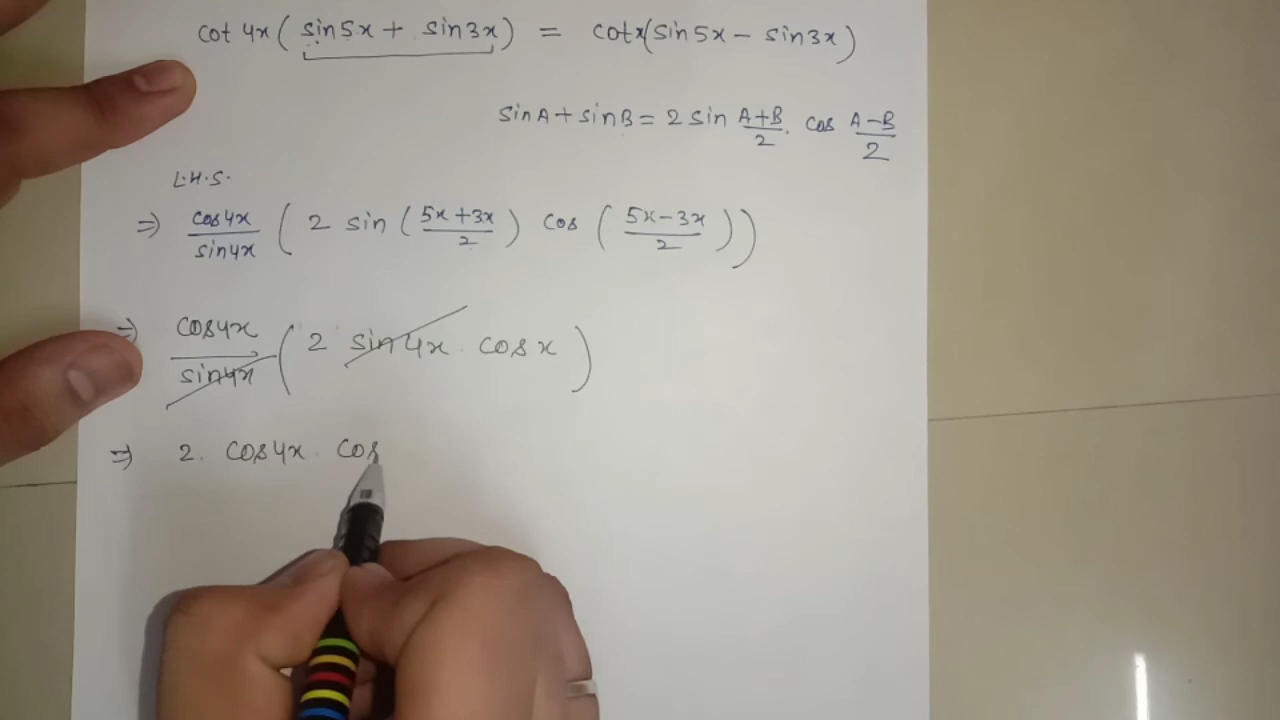 cot 4x ( sin5x + sin3x ) = cotx(sin5x - sin3x)
sinA + sinB = 2 sin A+B/2 . cos A-B/2
L.H.S.
⇒ cos4x/sin4x ( 2 sin ( 5x+3x/2 ) cos ( 5x-3x/2 ) )
⇒ cos4x/sin4x ( 2 sin4x . cosx )
⇒ 2. cos4x . cos